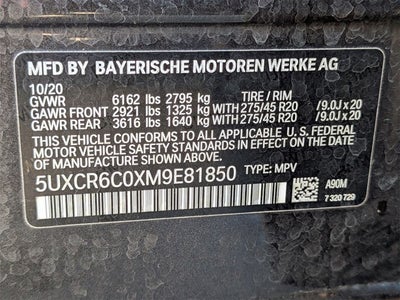 MFD BY BAYERISCHE MOTOREN WERKE AG
10/20 TIRE / RIM
GVWR 6162 lbs 2795 kg
GAWR FRONT 2921 lbs 1325 kg WITH 275/45 R20 /9.0J x 20
GAWR REAR 3616 lbs 1640 kg WITH 275/45 R20 /9.0J x 20
THIS VEHICLE CONFORMS TO ALL APPLICABLE U.S. FEDERAL
MOTOR VEHICLE SAFETY STANDARDS IN EFFECT ON THE DATE OF
MANUFACTURE SHOWN ABOVE.
5UXCR6C0XM9E81850 TYPE: MPV
A90M
7 320 729